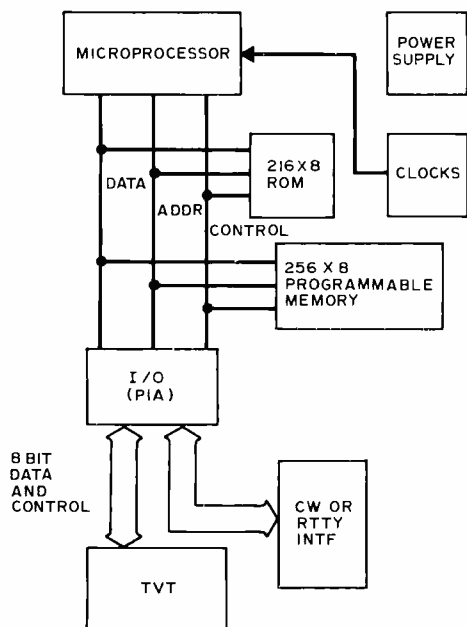 MICROPROCESSOR
POWER
SUPPLY
216X8
ROM
CLOCKS
DATA
ADDR
CONTROL
256 X 8
PROGRAMMABLE
MEMORY
I/O
(PIA)
8 BIT
DATA
AND
CONTROL
CW OR
RTTY
INTF
TVT